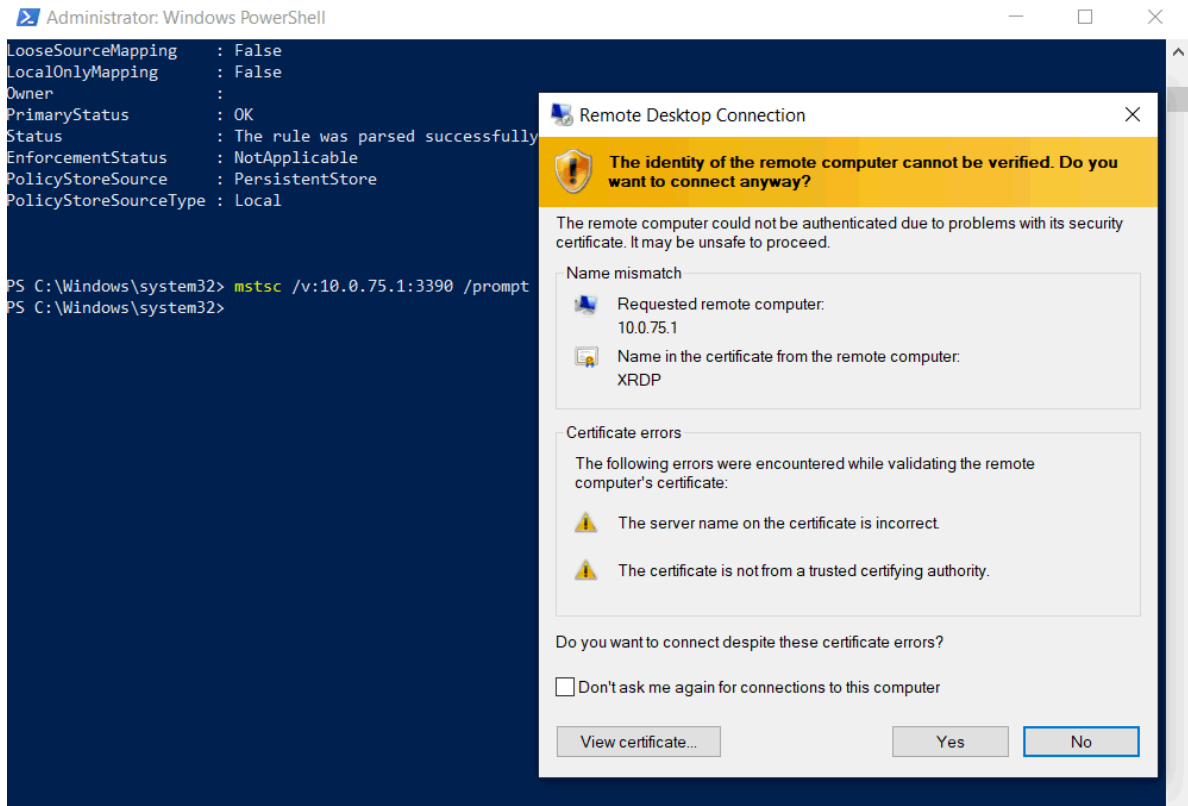 Administrator: Windows PowerShell
LooseSourceMapping : False
LocalOnlyMapping : False
Owner :
PrimaryStatus : OK
Status : The rule was parsed successfully
EnforcementStatus : NotApplicable
PolicyStoreSource : PersistentStore
PolicyStoreSourceType : Local
PS C:\Windows\system32> mstsc /v:10.0.75.1:3390 /prompt
PS C:\Windows\system32>
Remote Desktop Connection
The identity of the remote computer cannot be verified. Do you
want to connect anyway?
The remote computer could not be authenticated due to problems with its security
certificate. It may be unsafe to proceed.
Name mismatch
Requested remote computer:
10.0.75.1
Name in the certificate from the remote computer:
XRDP
Certificate errors
The following errors were encountered while validating the remote
computer's certificate:
The server name on the certificate is incorrect.
The certificate is not from a trusted certifying authority.
Do you want to connect despite these certificate errors?
Don't ask me again for connections to this computer
View certificate...
Yes
No